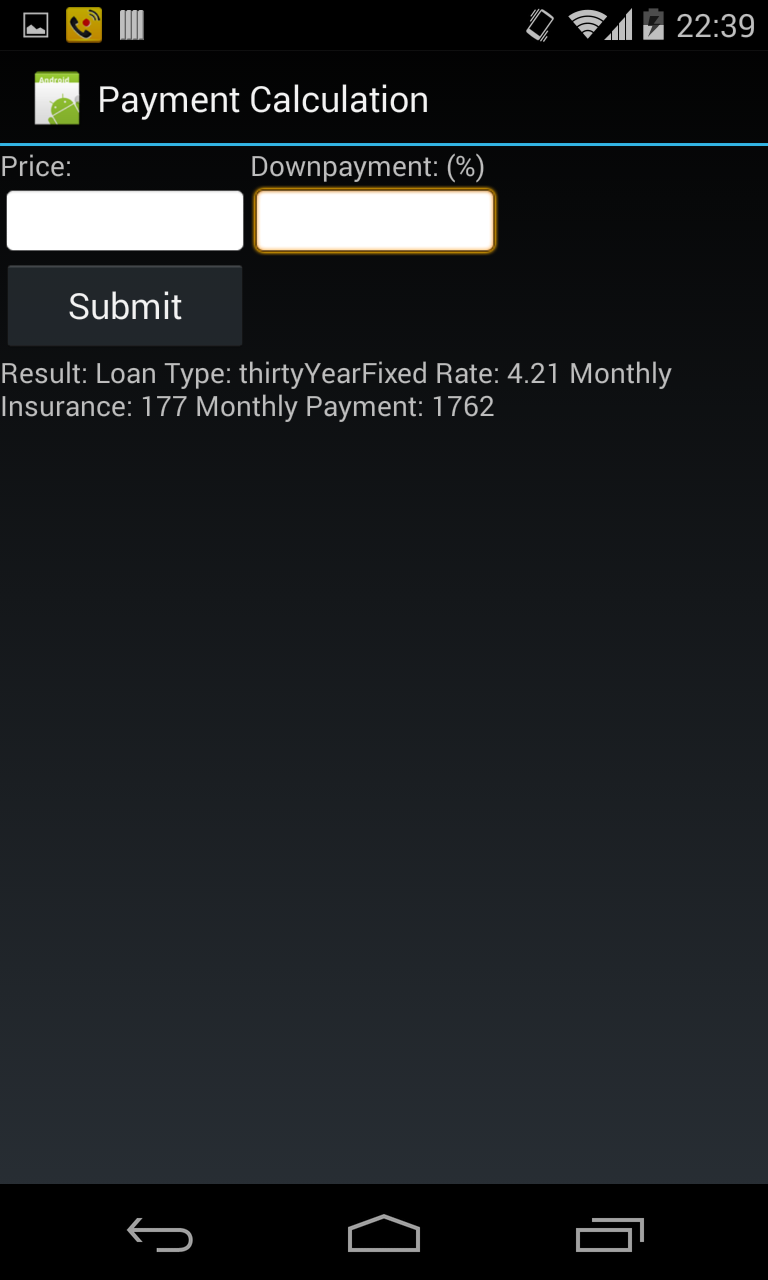 22:39
Android
Payment Calculation
Price: Downpayment: (%)
Submit
Result: Loan Type: thirtyYearFixed Rate: 4.21 Monthly
Insurance: 177 Monthly Payment: 1762